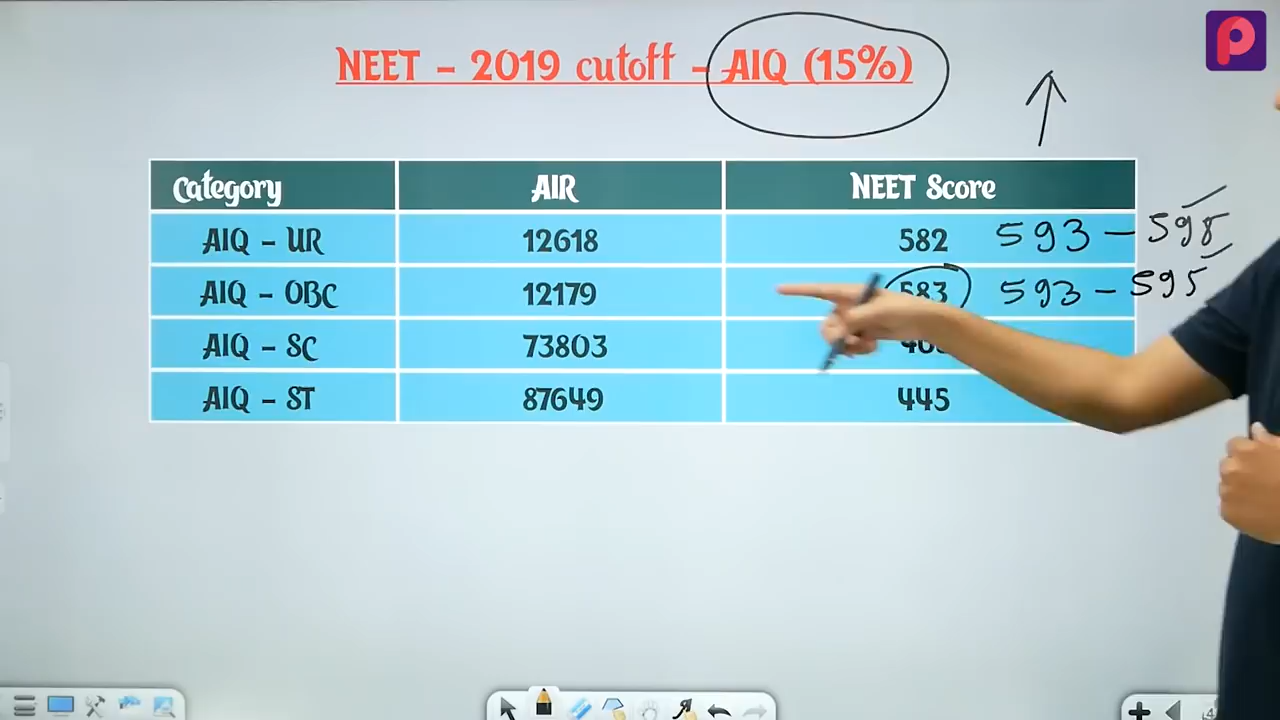 NEET - 2019 cutoff - AIQ (15%)
Category AIR NEET Score
AIQ - UR 12618 582 593 - 598
AIQ - OBC 12179 583 593 - 595
AIQ - SC 73803
AIQ - ST 87649 445